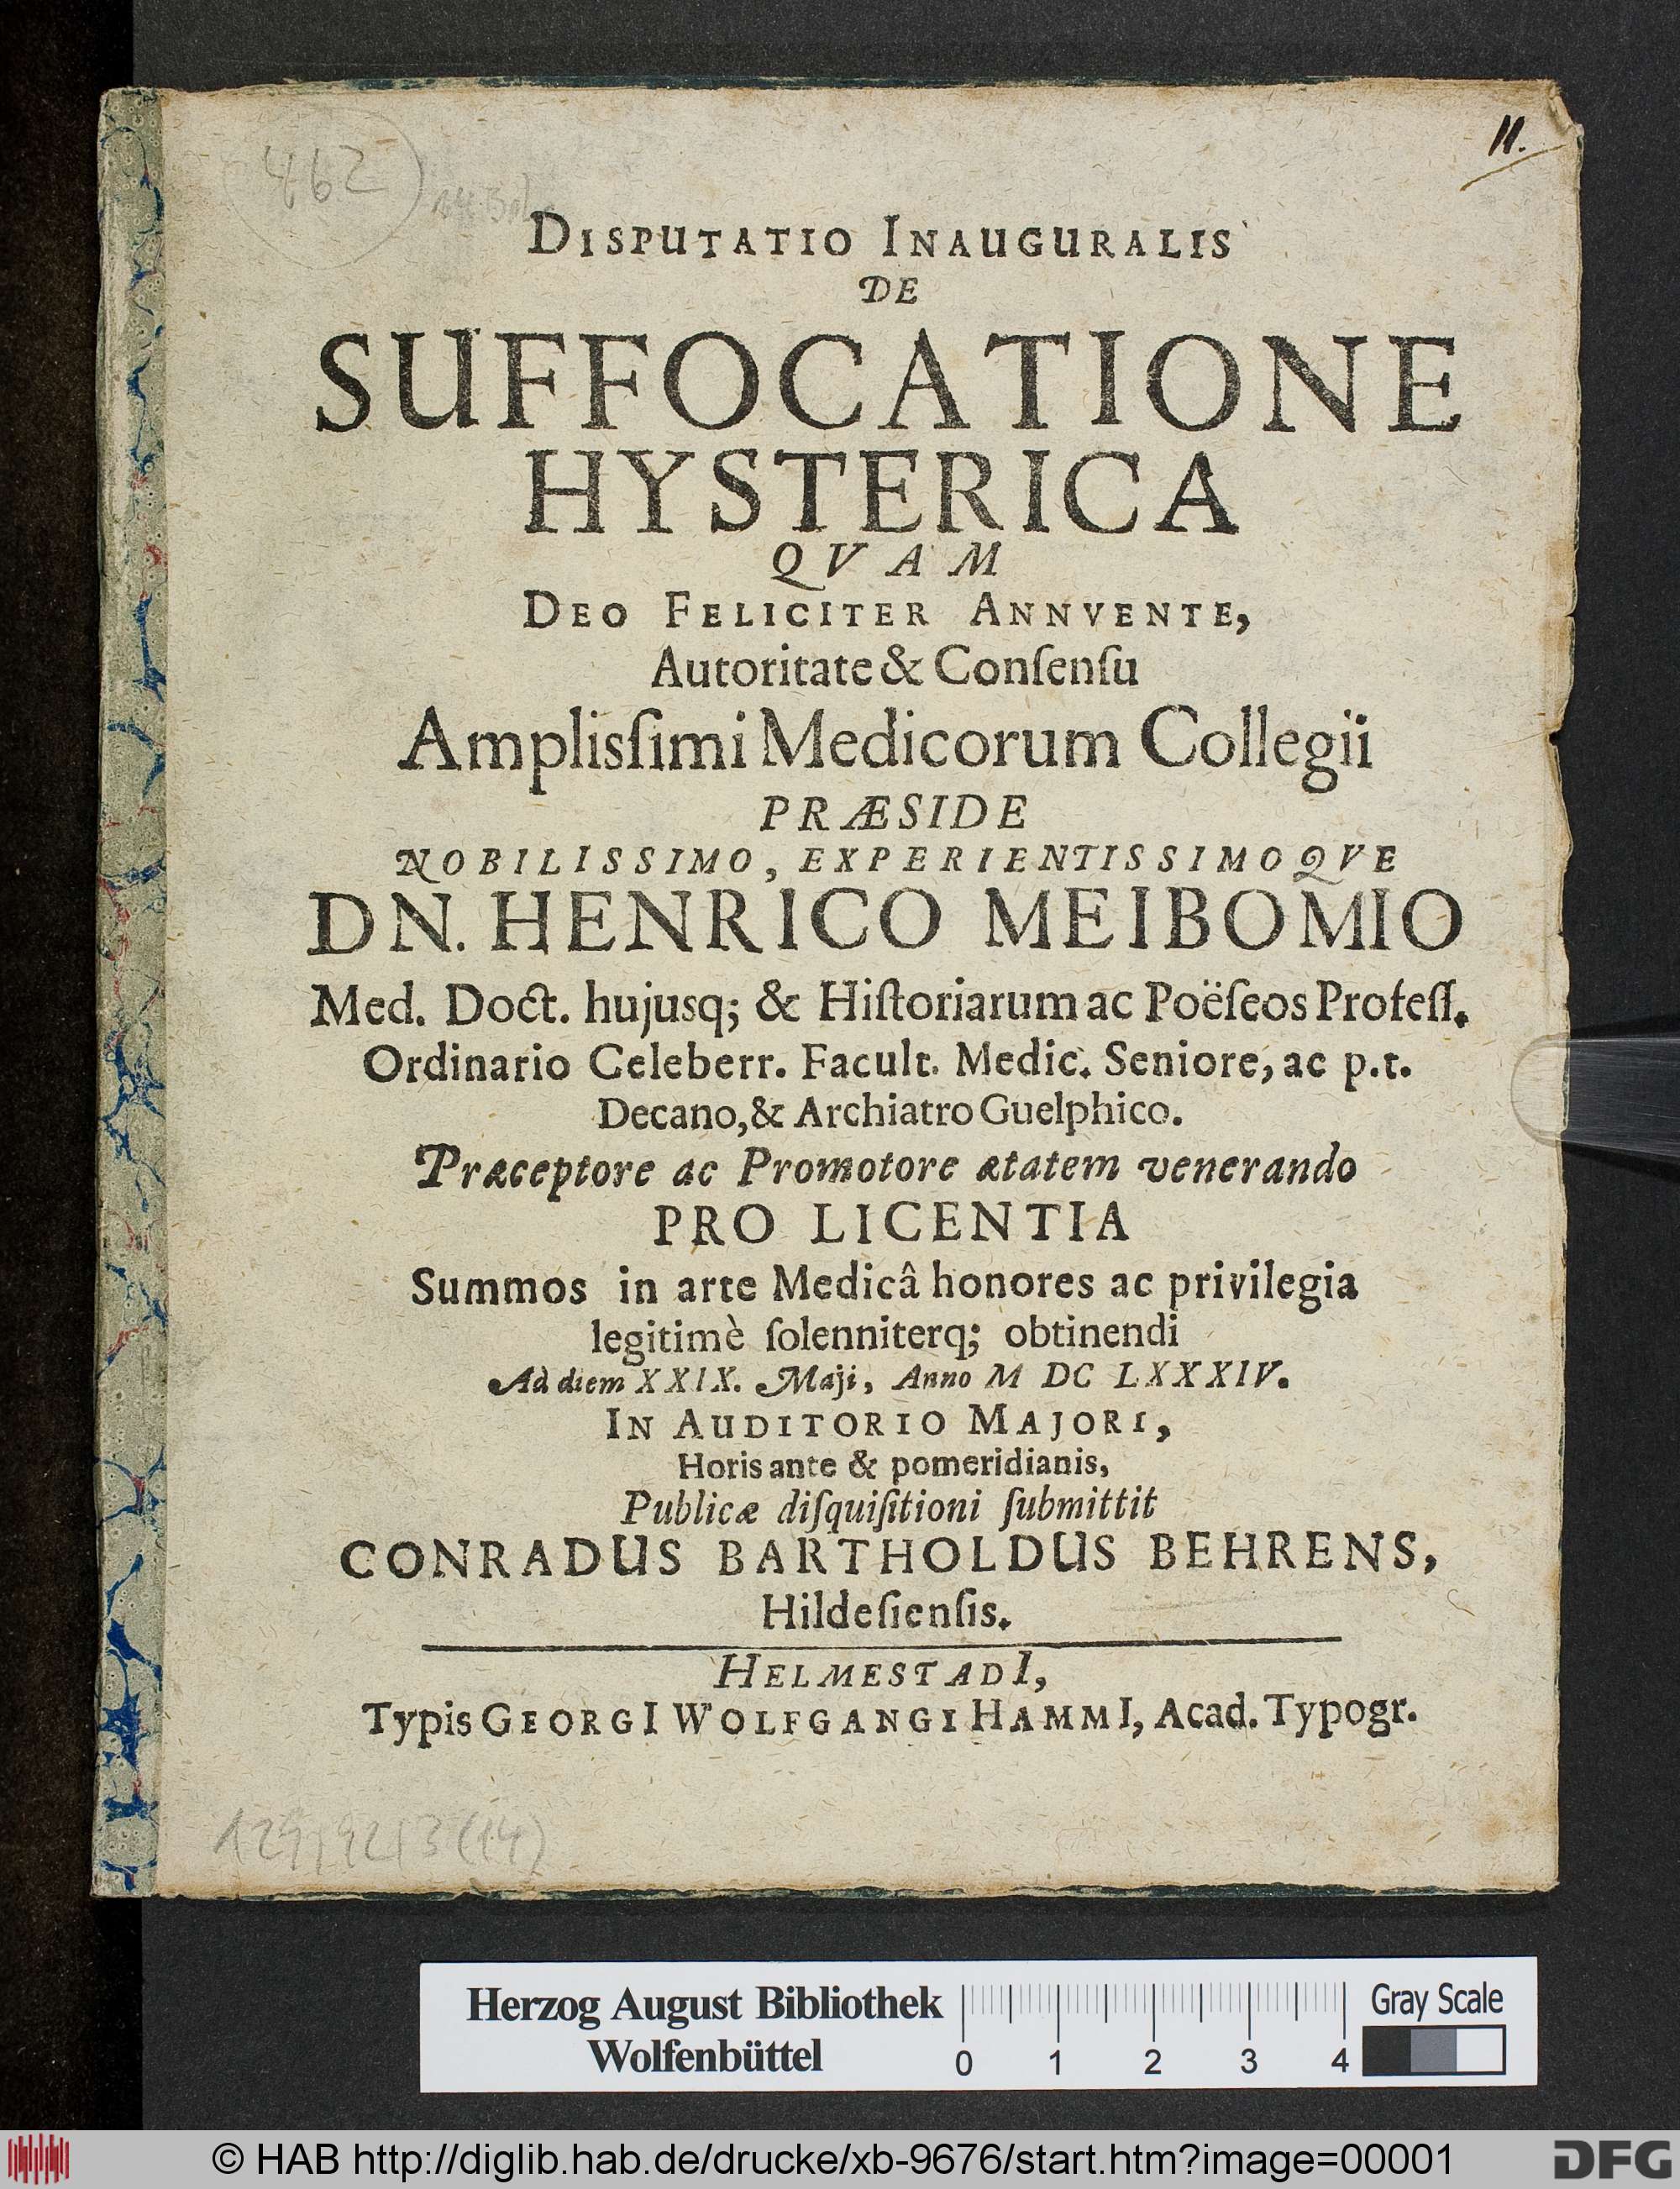 462
11.
DISPUTATIO INAUGURALIS
DE
SUFFOCATIONE
HYSTERICA
QVAM
DEO FELICITER ANNVENTE,
Autoritate & Conſenſu
Amplisſimi Medicorum Collegii
PRÆSIDE
NOBILISSIMO, EXPERIENTISSIMOQVE
DN. HENRICO MEIBOMIO
Med. Doct. hujusq; & Hiſtoriarum ac Poëſeos Profeſſ.
Ordinario Celeberr. Facult. Medic. Seniore, ac p.t.
Decano, & Archiatro Guelphico.
Præceptore ac Promotore ætatem venerando
PRO LICENTIA
Summos in arte Medicâ honores ac privilegia
legitimè ſolenniterq; obtinendi
Ad diem XXIX. Maji, Anno M DC LXXXIV.
IN AUDITORIO MAJORI,
Horis ante & pomeridianis,
Publicæ diſquiſitioni ſubmittit
CONRADUS BARTHOLDUS BEHRENS,
Hildeſienſis.
HELMESTADI,
Typis GEORGI WOLFGANGI HAMMI, Acad. Typogr.
Herzog August Bibliothek
Wolfenbüttel
0 1 2 3 4
Gray Scale
© HAB http://diglib.hab.de/drucke/xb-9676/start.htm?image=00001
DFG